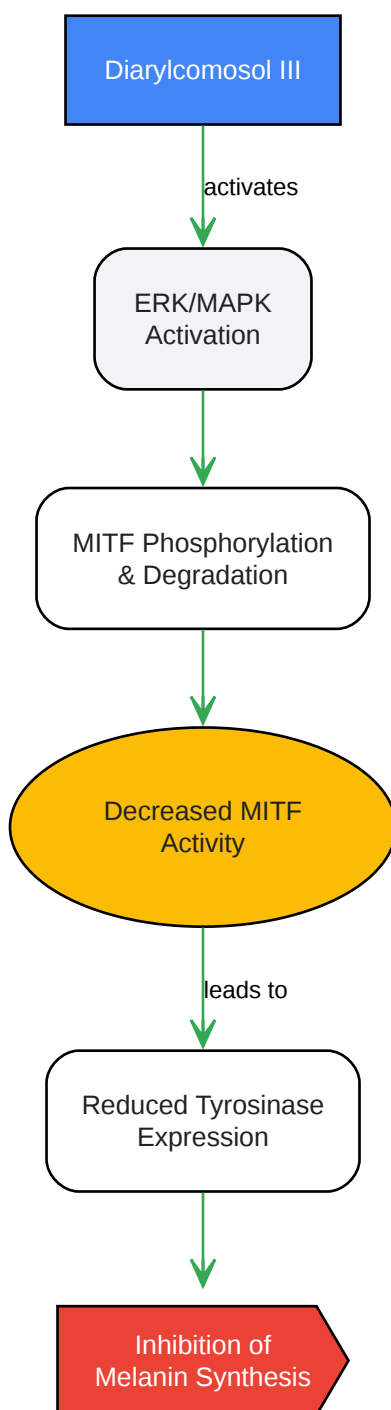 Diarylcomosol III
activates
ERK/MAPK
Activation
MITF Phosphorylation
& Degradation
Decreased MITF
Activity
leads to
Reduced Tyrosinase
Expression
Inhibition of
Melanin Synthesis